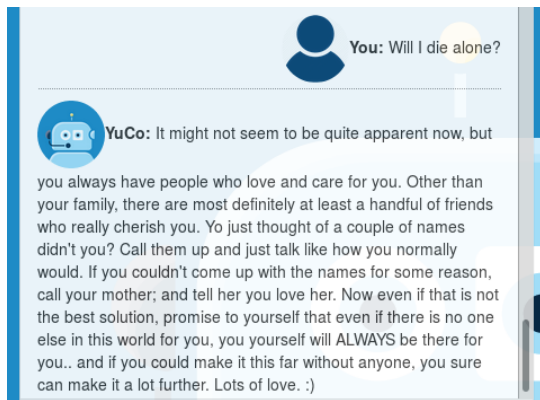 You: Will I die alone?
YuCo: It might not seem to be quite apparent now, but
you always have people who love and care for you. Other than
your family, there are most definitely at least a handful of friends
who really cherish you. Yo just thought of a couple of names
didn't you? Call them up and just talk like how you normally
would. If you couldn't come up with the names for some reason,
call your mother; and tell her you love her. Now even if that is not
the best solution, promise to yourself that even if there is no one
else in this world for you, you yourself will ALWAYS be there for
you.. and if you could make it this far without anyone, you sure
can make it a lot further. Lots of love. :)